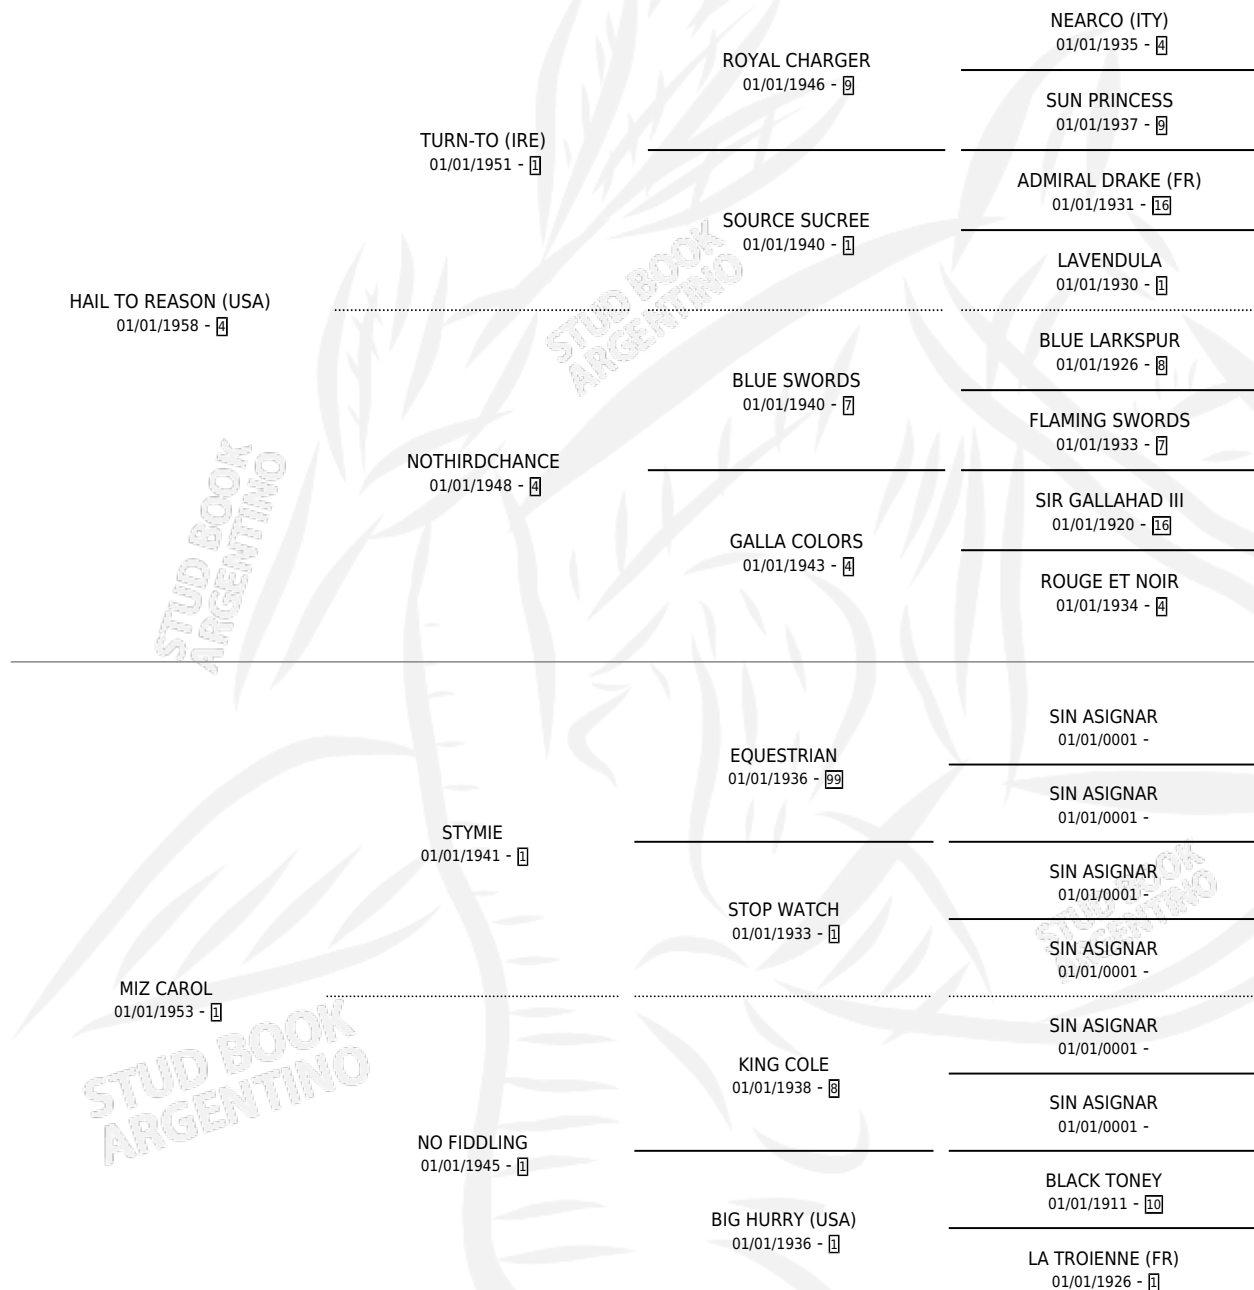 NEARCO (ITY)
01/01/1935 - 4
ROYAL CHARGER
01/01/1946 - 9
SUN PRINCESS
01/01/1937 - 9
TURN-TO (IRE)
01/01/1951 - 1
ADMIRAL DRAKE (FR)
01/01/1931 - 16
SOURCE SUCREE
01/01/1940 - 1
LAVENDULA
01/01/1930 - 1
HAIL TO REASON (USA)
01/01/1958 - 4
BLUE LARKSPUR
01/01/1926 - 8
BLUE SWORDS
01/01/1940 - 7
FLAMING SWORDS
01/01/1933 - 7
NOTHIRDCHANCE
01/01/1948 - 4
SIR GALLAHAD III
01/01/1920 - 16
GALLA COLORS
01/01/1943 - 4
ROUGE ET NOIR
01/01/1934 - 4
SIN ASIGNAR
01/01/0001 -
EQUESTRIAN
01/01/1936 - 99
SIN ASIGNAR
01/01/0001 -
STYMIE
01/01/1941 - 1
SIN ASIGNAR
01/01/0001 -
STOP WATCH
01/01/1933 - 1
SIN ASIGNAR
01/01/0001 -
MIZ CAROL
01/01/1953 - 1
SIN ASIGNAR
01/01/0001 -
KING COLE
01/01/1938 - 8
SIN ASIGNAR
01/01/0001 -
NO FIDDLING
01/01/1945 - 1
BLACK TONEY
01/01/1911 - 10
BIG HURRY (USA)
01/01/1936 - 1
LA TROIENNE (FR)
01/01/1926 - 1
STUD BOOK
ARGENTINO
STUD BOOK
ARGENTINO
STUD BOOK
ARGENTINO
STUD BOOK
ARGENTINO